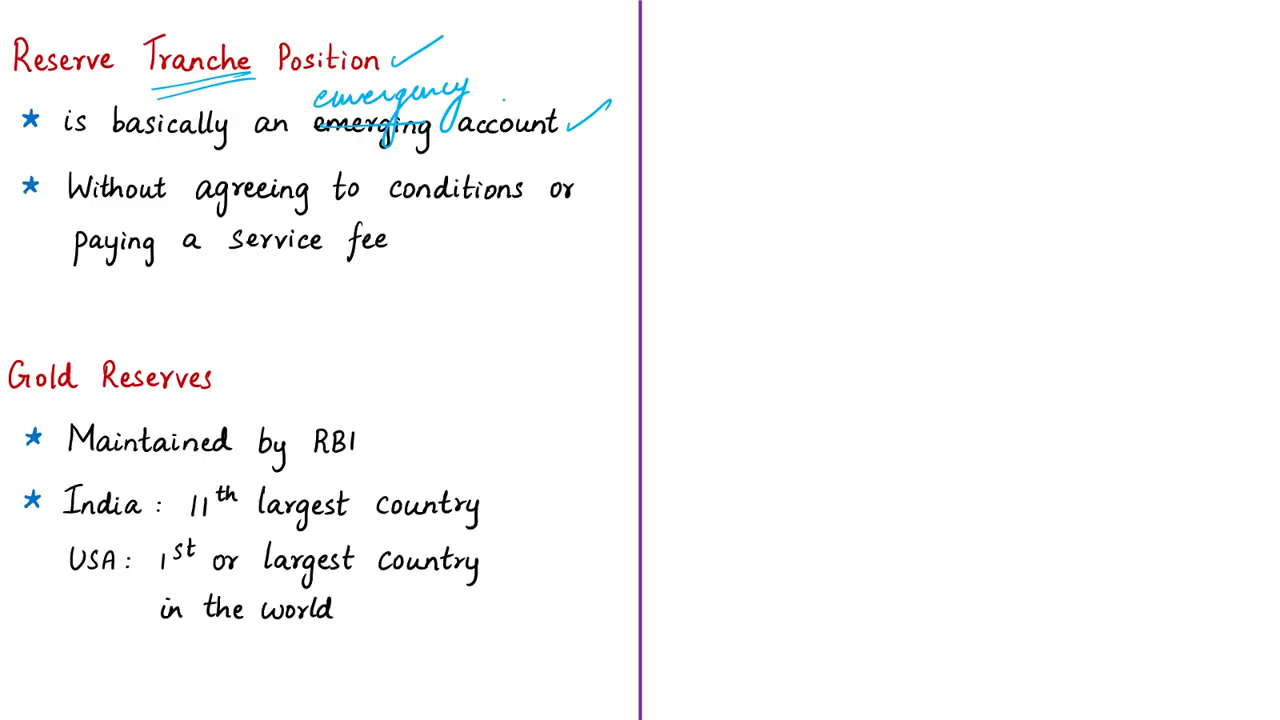 Reserve Tranche Position
emergency
★ is basically an emerging account
★ Without agreeing to conditions or
paying a service fee
Gold Reserves
★ Maintained by RBI
★ India : 11th largest country
USA : 1st or largest country
in the world